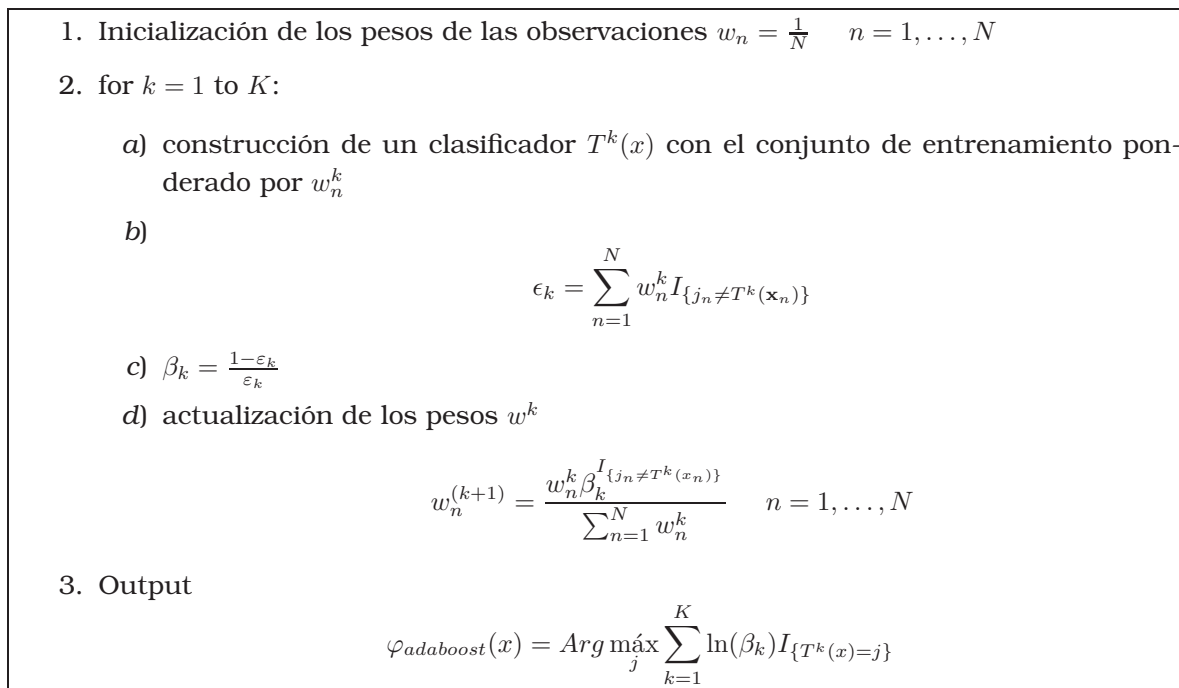 1. Inicialización de los pesos de las observaciones $w_n = \frac{1}{N}$ $n = 1, \ldots, N$
2. for $k = 1$ to $K$:
a) construcción de un clasificador $T^k(x)$ con el conjunto de entrenamiento pon-
derado por $w_n^k$
b)
$\epsilon_k = \sum_{n=1}^{N} w_n^k I_{\{j_n \neq T^k(\mathbf{x}_n)\}}$
c) $\beta_k = \frac{1-\varepsilon_k}{\varepsilon_k}$
d) actualización de los pesos $w^k$
$w_n^{(k+1)} = \frac{w_n^k \beta_k^{I_{\{j_n \neq T^k(x_n)\}}}}{\sum_{n=1}^{N} w_n^k}$ $n = 1, \ldots, N$
3. Output
$\varphi_{adaboost}(x) = Arg \max_j \sum_{k=1}^{K} \ln(\beta_k) I_{\{T^k(x)=j\}}$